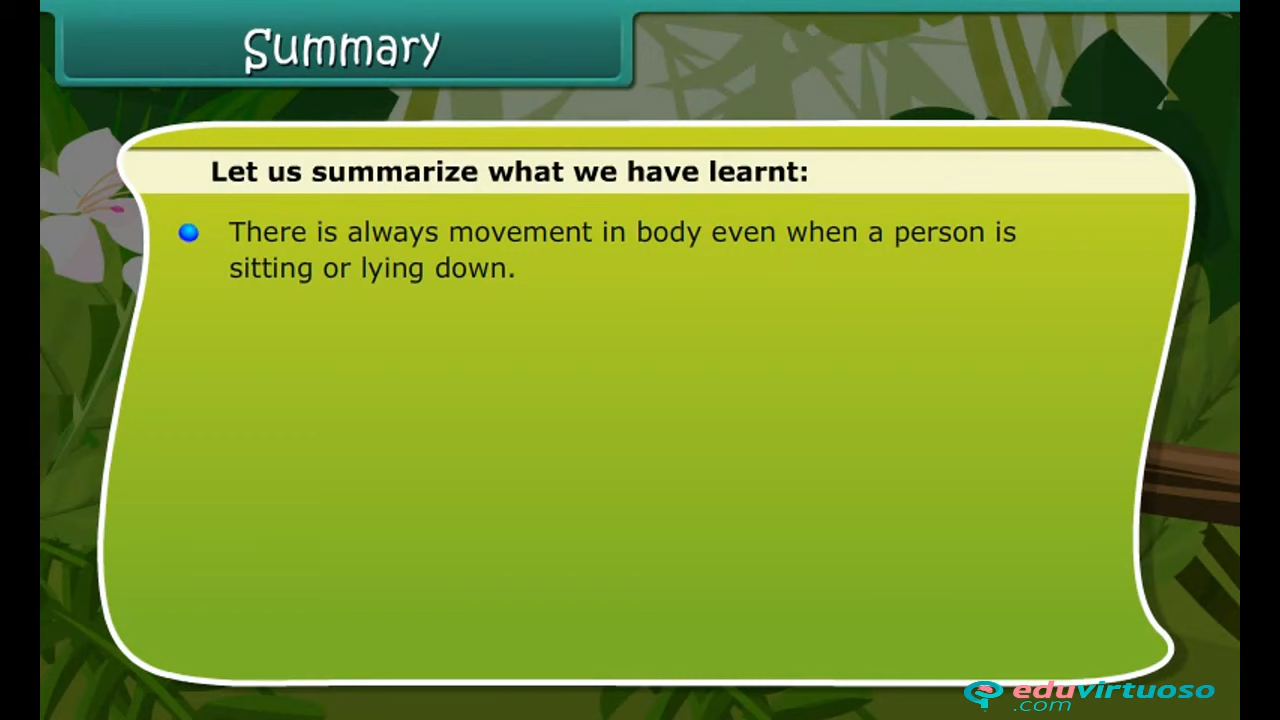 Summary
Let us summarize what we have learnt:
There is always movement in body even when a person is
sitting or lying down.
eduvirtuoso
.com